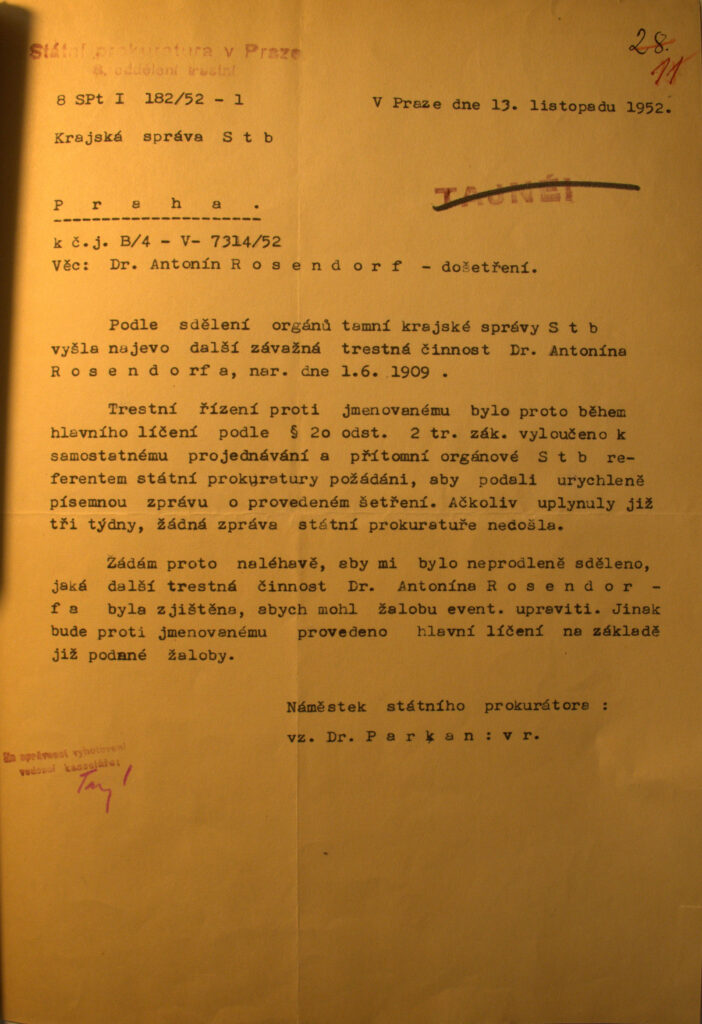 28.
11
Státní prokuratura v Praze
8. oddělení trestní
8 SPt I 182/52 - 1
V Praze dne 13. listopadu 1952.
Krajská správa S t b
TAJNÉ!
P r a h a .
k č.j. B/4 - V- 7314/52
Věc: Dr. Antonín R o s e n d o r f - došetření.
Podle sdělení orgánů tamní krajské správy S t b
vyšla najevo další závažná trestná činnost Dr. Antonína
R o s e n d o r f a, nar. dne 1.6. 1909 .
Trestní řízení proti jmenovanému bylo proto během
hlavního líčení podle § 2o odst. 2 tr. zák. vyloučeno k
samostatnému projednávání a přítomní orgánové S t b re-
ferentem státní prokuratury požádáni, aby podali urychleně
písemnou zprávu o provedeném šetření. Ačkoliv uplynuly již
tři týdny, žádná zpráva státní prokuratuře nedošla.
Žádám proto naléhavě, aby mi bylo neprodleně sděleno,
jaká další trestná činnost Dr. Antonína R o s e n d o r -
f a byla zjištěna, abych mohl žalobu event. upraviti. Jinak
bude proti jmenovanému provedeno hlavní líčení na základě
již podané žaloby.
Náměstek státního prokurátora :
vz. Dr. P a r k a n : v r.
Za správnost vyhotovení
vedoucí kanceláře: